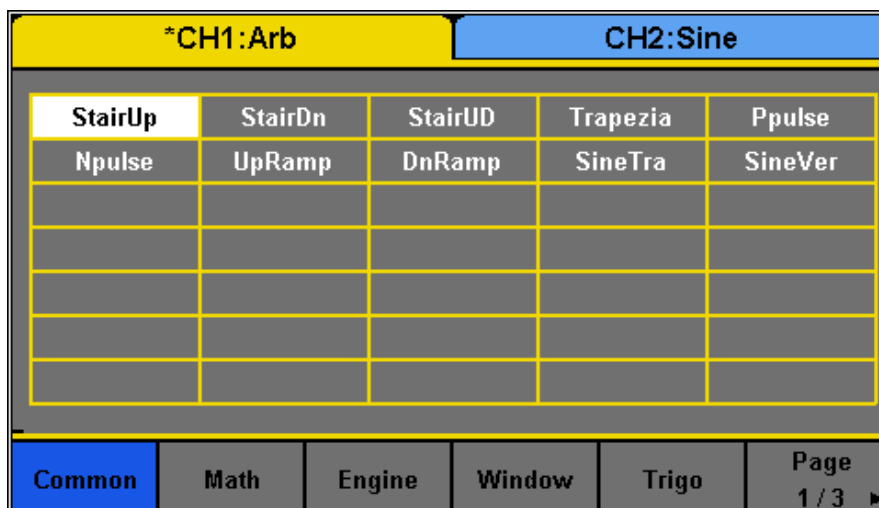 *CH1:Arb CH2:Sine
StairUp StairDn StairUD Trapezia Ppulse
Npulse UpRamp DnRamp SineTra SineVer
Common Math Engine Window Trigo Page
1 / 3